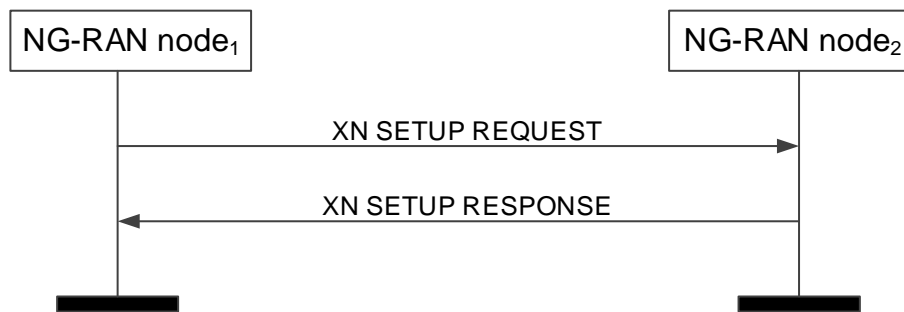 NG-RAN node₁
NG-RAN node₂
XN SETUP REQUEST
XN SETUP RESPONSE